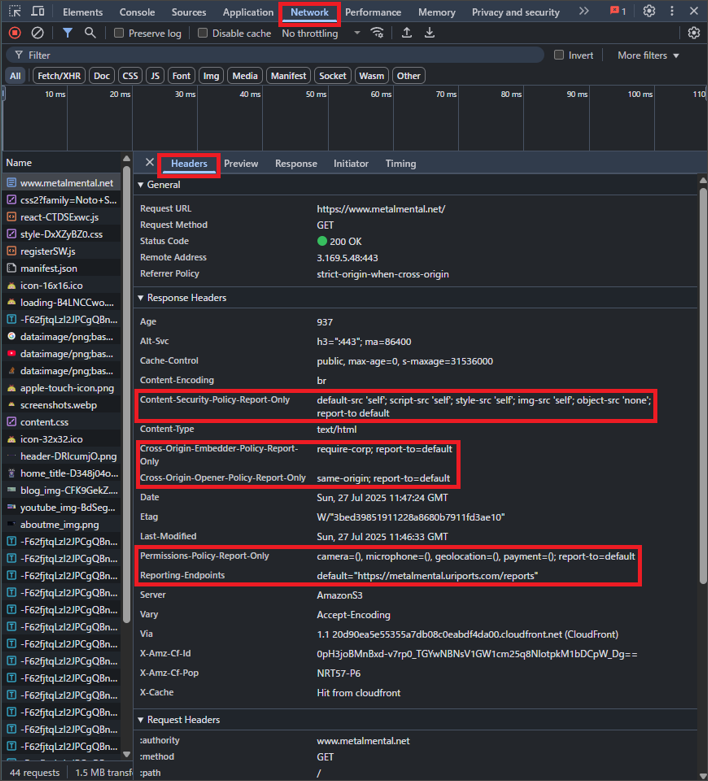 Elements Console Sources Application Network Performance Memory Privacy and security 1
Preserve log Disable cache No throttling
Filter Invert More filters
All Fetch/XHR Doc CSS JS Font Img Media Manifest Socket Wasm Other
10 ms 20 ms 30 ms 40 ms 50 ms 60 ms 70 ms 80 ms 90 ms 100 ms 110
Name
www.metalmental.net
css2?family=Noto+S...
react-CTDSExwc.js
style-DxXZyBZ0.css
registerSW.js
manifest.json
icon-16x16.ico
loading-B4LNCCwo....
-F62fjtqLzI2JPCgQBn...
data:image/png;bas...
data:image/png;bas...
data:image/png;bas...
apple-touch-icon.png
screenshots.webp
-F62fjtqLzI2JPCgQBn...
content.css
icon-32x32.ico
header-DRlcumjO.png
home_title-D348j04o...
blog_img-CFK9GekZ....
youtube_img-BdSeg...
aboutme_img.png
-F62fjtqLzI2JPCgQBn...
-F62fjtqLzI2JPCgQBn...
-F62fjtqLzI2JPCgQBn...
-F62fjtqLzI2JPCgQBn...
-F62fjtqLzI2JPCgQBn...
-F62fjtqLzI2JPCgQBn...
-F62fjtqLzI2JPCgQBn...
-F62fjtqLzI2JPCgQBn...
-F62fjtqLzI2JPCgQBn...
-F62fjtqLzI2JPCgQBn...
-F62fjtqLzI2JPCgQBn...
-F62fjtqLzI2JPCgQBn...
44 requests 1.5 MB transf
Headers Preview Response Initiator Timing
General
Request URL https://www.metalmental.net/
Request Method GET
Status Code 200 OK
Remote Address 3.169.5.48:443
Referrer Policy strict-origin-when-cross-origin
Response Headers
Age 937
Alt-Svc h3=":443"; ma=86400
Cache-Control public, max-age=0, s-maxage=31536000
Content-Encoding br
Content-Security-Policy-Report-Only default-src 'self'; script-src 'self'; style-src 'self'; img-src 'self'; object-src 'none';
report-to default
Content-Type text/html
Cross-Origin-Embedder-Policy-Report- require-corp; report-to=default
Only
Cross-Origin-Opener-Policy-Report-Only same-origin; report-to=default
Date Sun, 27 Jul 2025 11:47:24 GMT
Etag W/"3bed39851911228a8680b7911fd3ae10"
Last-Modified Sun, 27 Jul 2025 11:46:33 GMT
Permissions-Policy-Report-Only camera=(), microphone=(), geolocation=(), payment=(); report-to=default
Reporting-Endpoints default="https://metalmental.uriports.com/reports"
Server AmazonS3
Vary Accept-Encoding
Via 1.1 20d90ea5e55355a7db08c0eabdf4da00.cloudfront.net (CloudFront)
X-Amz-Cf-Id 0pH3joBMnBxd-v7rp0_TGYwNBNsV1GW1cm25q8NlotpkM1bDCpW_Dg==
X-Amz-Cf-Pop NRT57-P6
X-Cache Hit from cloudfront
Request Headers
:authority www.metalmental.net
:method GET
:path /